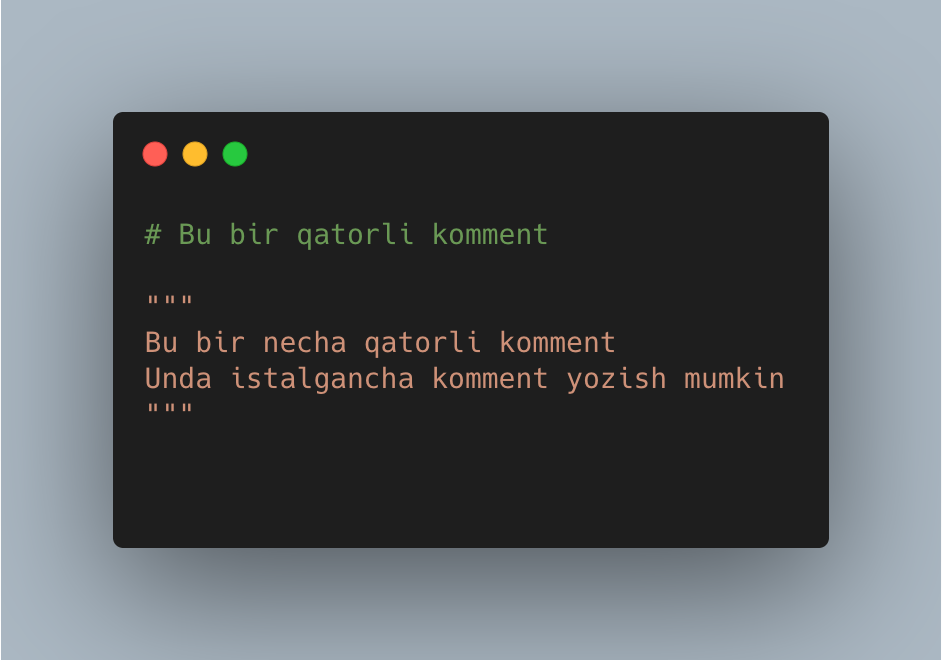 # Bu bir qatorli komment
"""
Bu bir necha qatorli komment
Unda istalgancha komment yozish mumkin
"""